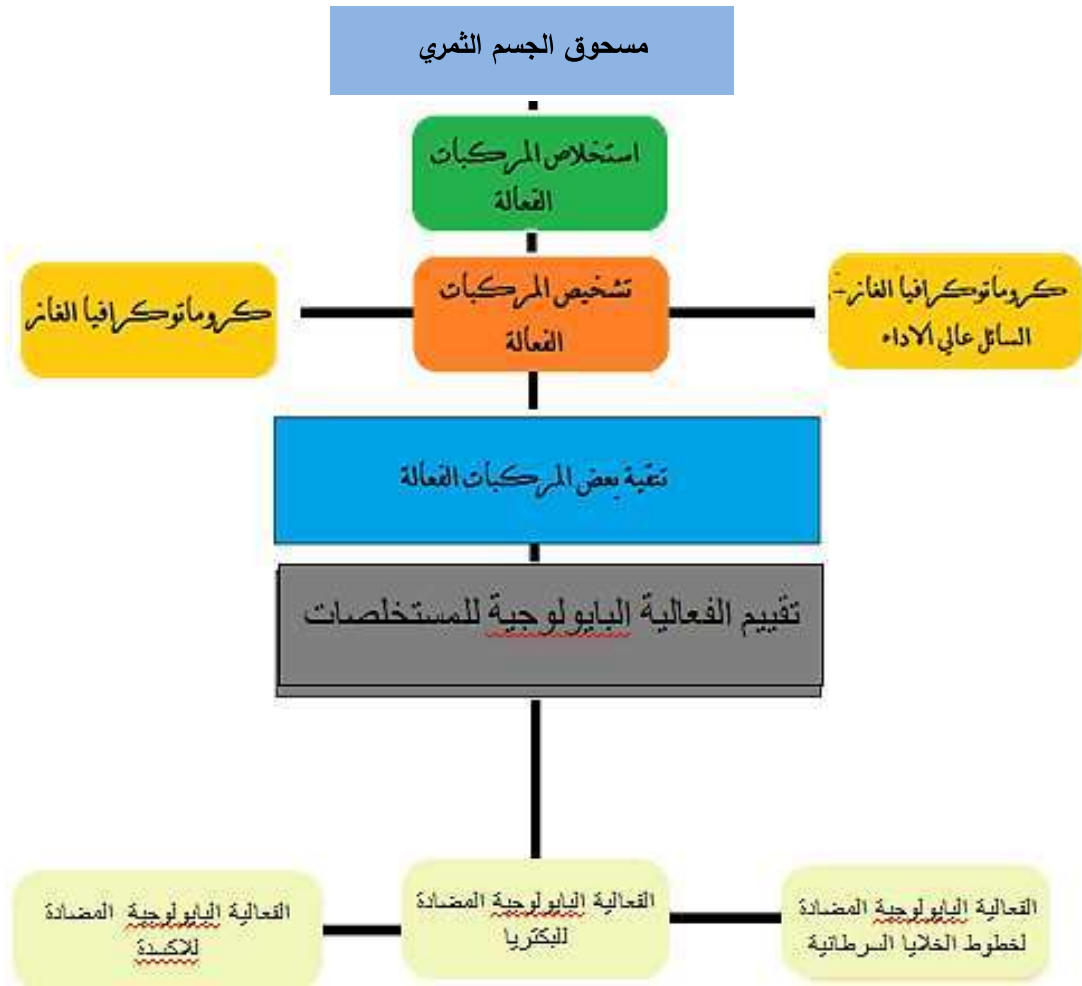 مسحوق الجسم الثمري
استخلاص المركبات
الفعالة
كروماتوكرافيا الغاز-
السائل عالي الاداء
تشخيص المركبات
الفعالة
كروماتوكرافيا الغاز
تنقية بعض المركبات الفعالة
تقييم الفعالية البايولوجية للمستخلصات
الفعالية البايولوجية المضادة
لخطوط الخلايا السرطانية
الفعالية البايولوجية المضادة
للبكتريا
الفعالية البايولوجية المضادة
للاكسدة